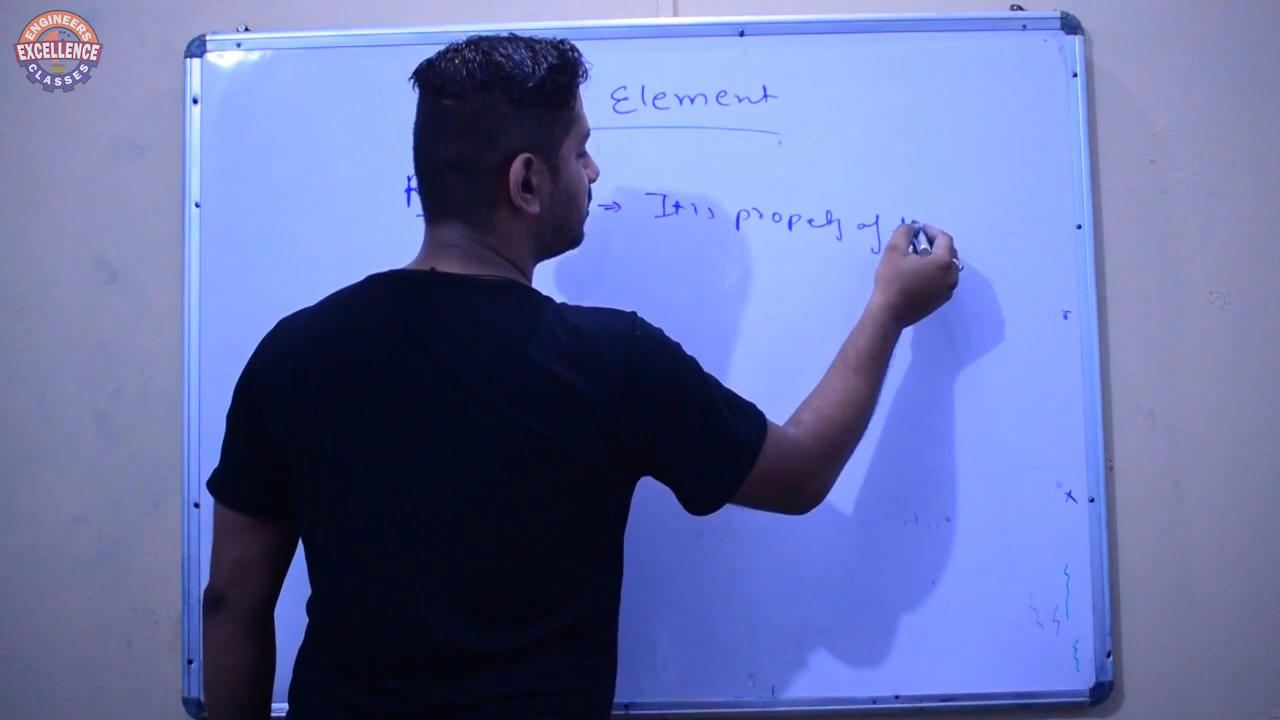 ENGINEERS
EXCELLENCE
CLASSES
Element
⇒ It is property of